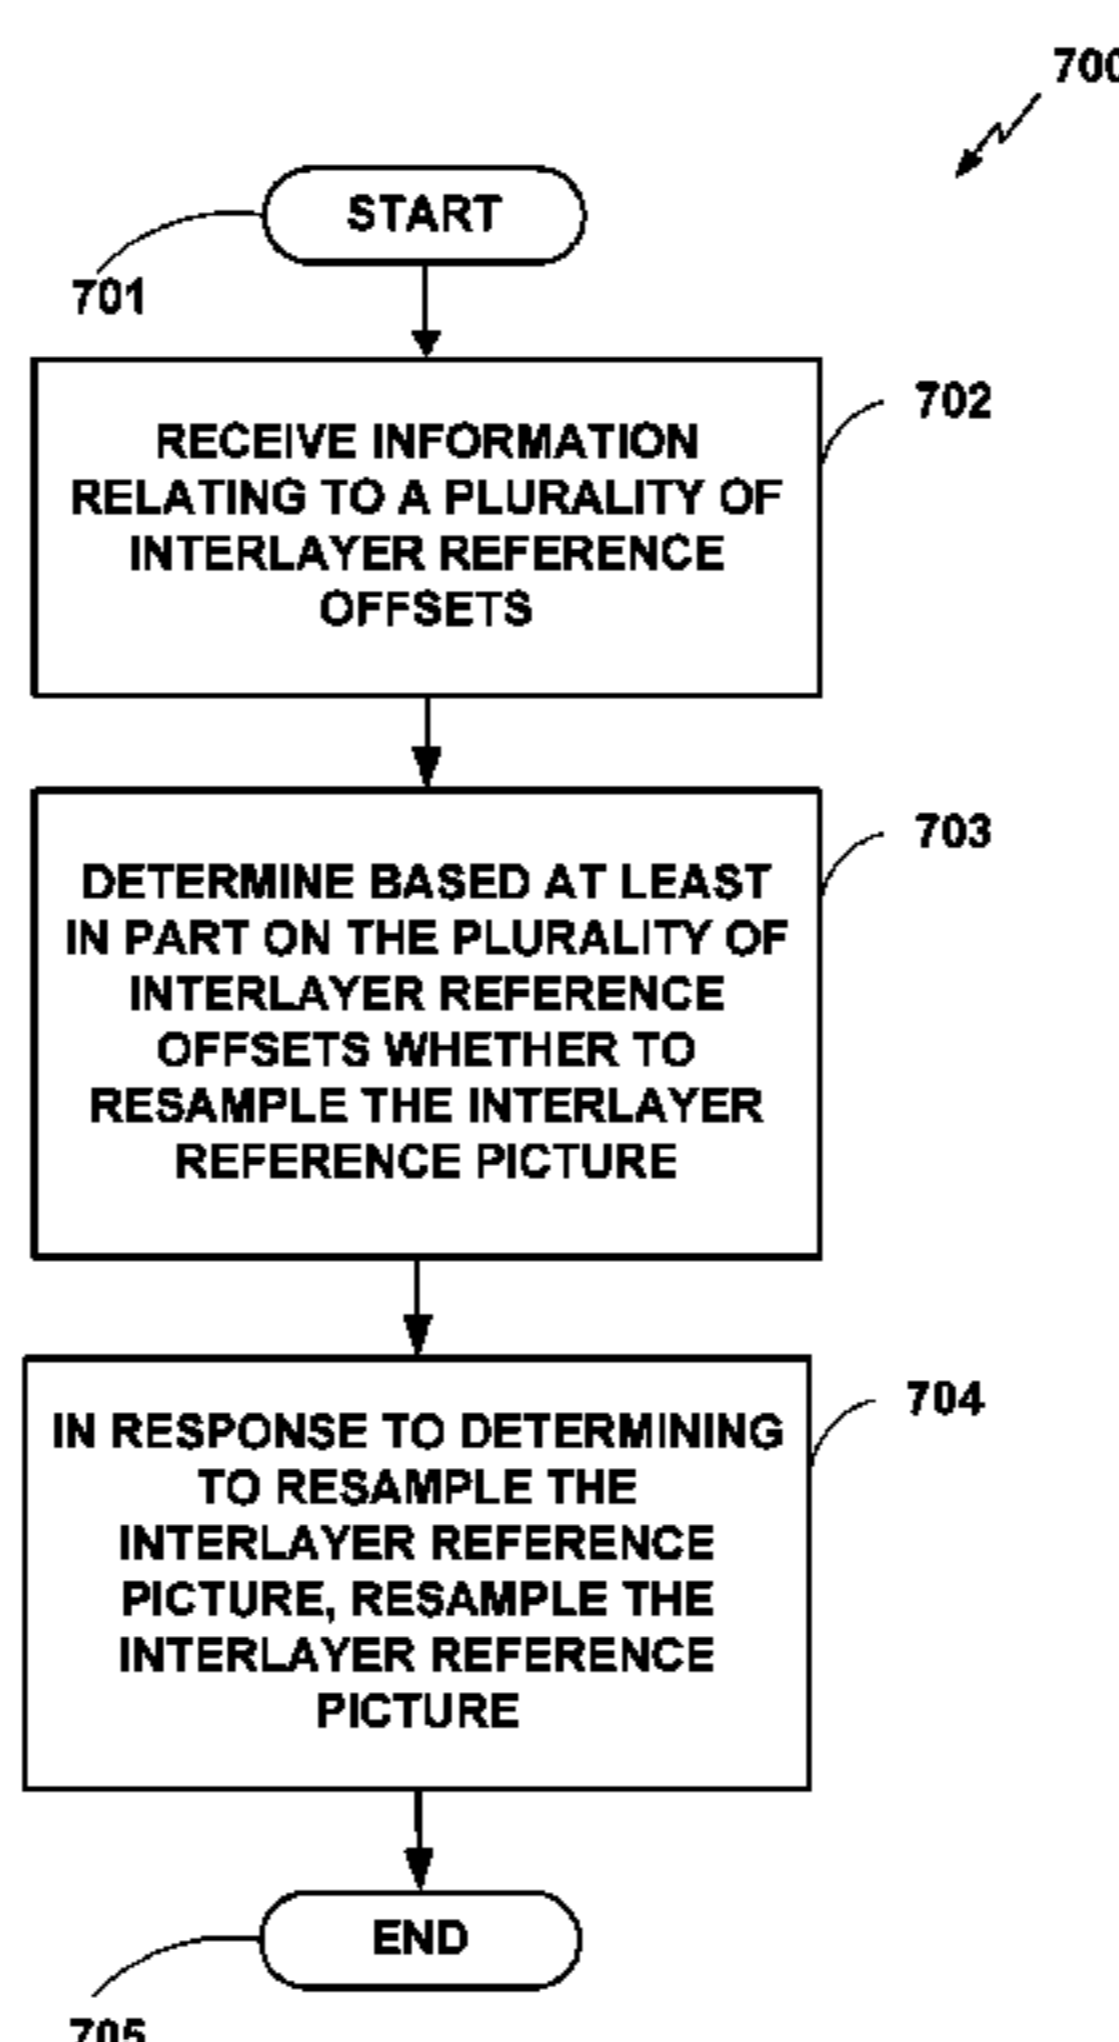 700
START
701
702
RECEIVE INFORMATION
RELATING TO A PLURALITY OF
INTERLAYER REFERENCE
OFFSETS
703
DETERMINE BASED AT LEAST
IN PART ON THE PLURALITY OF
INTERLAYER REFERENCE
OFFSETS WHETHER TO
RESAMPLE THE INTERLAYER
REFERENCE PICTURE
704
IN RESPONSE TO DETERMINING
TO RESAMPLE THE
INTERLAYER REFERENCE
PICTURE, RESAMPLE THE
INTERLAYER REFERENCE
PICTURE
END
705